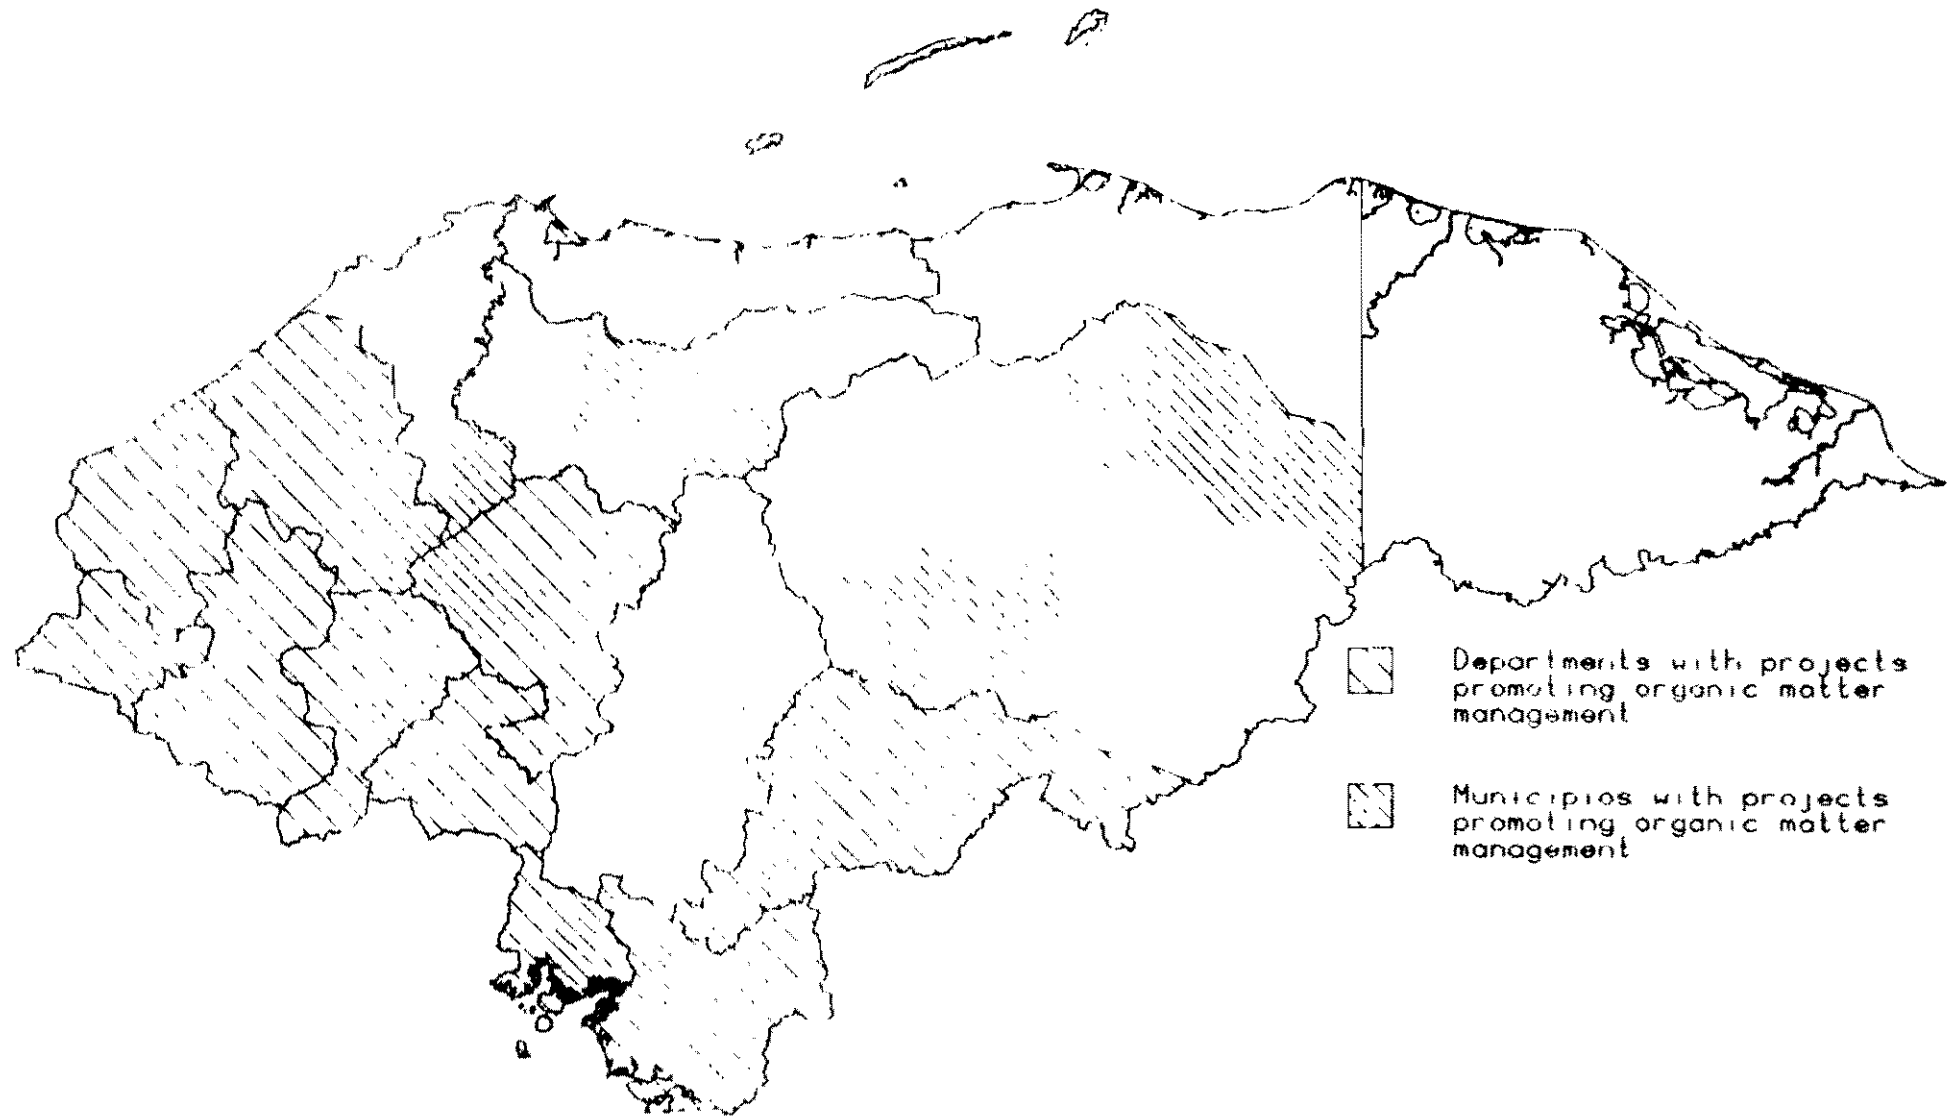 Departments with projects
promoting organic matter
management
Municipios with projects
promoting organic matter
management